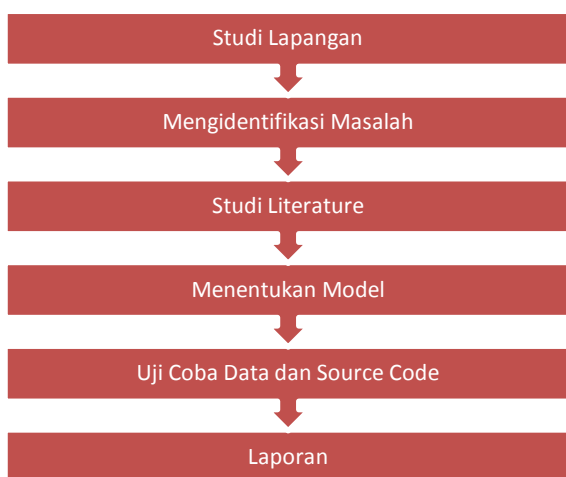 Studi Lapangan
Mengidentifikasi Masalah
Studi Literature
Menentukan Model
Uji Coba Data dan Source Code
Laporan